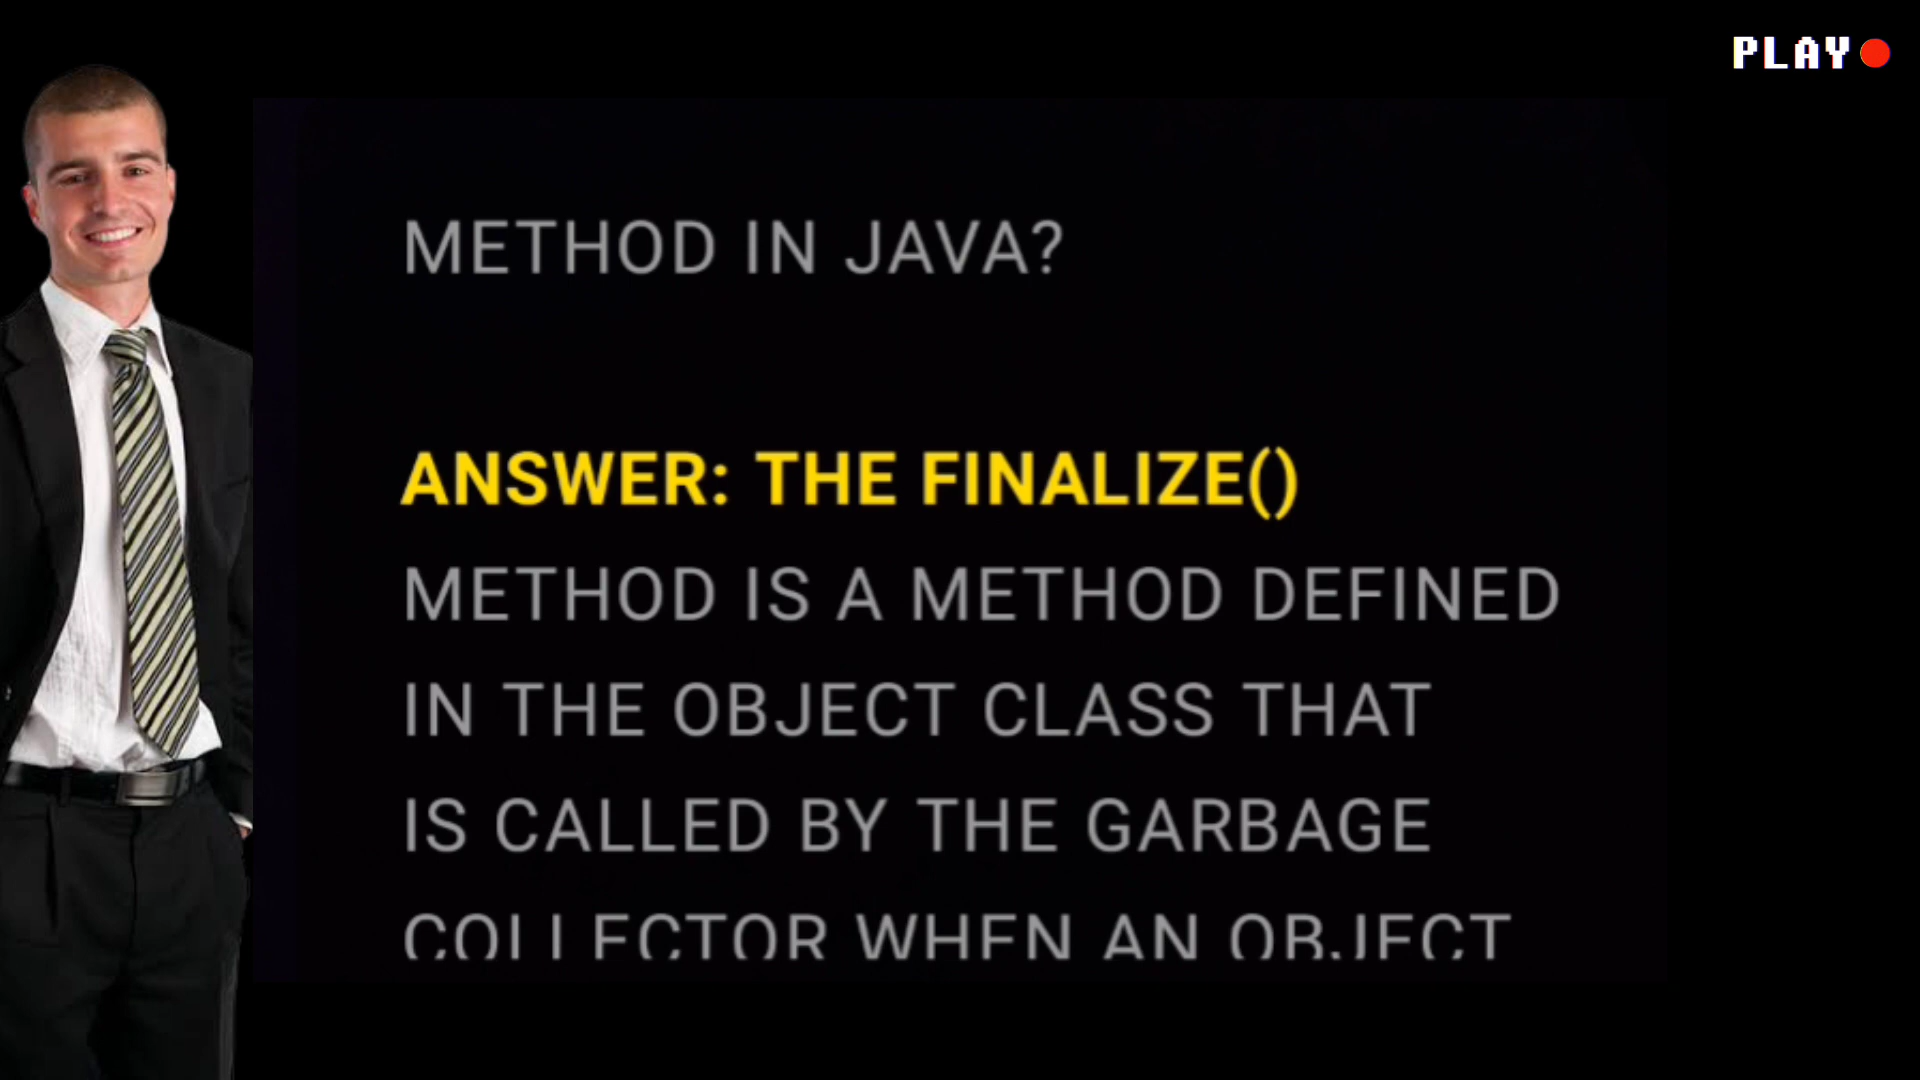 PLAY
METHOD IN JAVA?
ANSWER: THE FINALIZE()
METHOD IS A METHOD DEFINED
IN THE OBJECT CLASS THAT
IS CALLED BY THE GARBAGE
COLLECTOR WHEN AN OBJECT